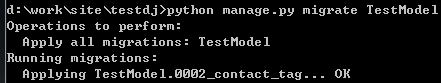 d:\work\site\testdj>python manage.py migrate TestModel
Operations to perform:
  Apply all migrations: TestModel
Running migrations:
  Applying TestModel.0002_contact_tag... OK